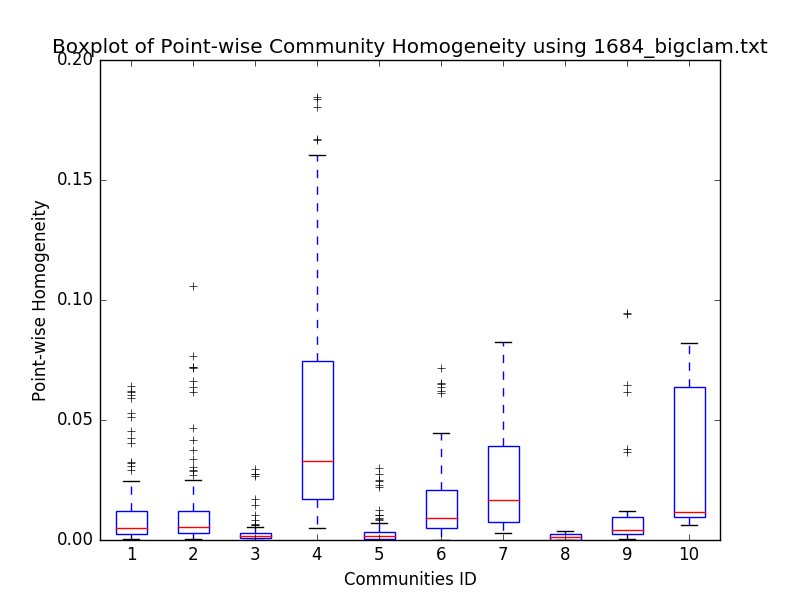 Boxplot of Point-wise Community Homogeneity using 1684_bigclam.txt
0.20
0.15
0.10
0.05
0.00
Point-wise Homogeneity
1 2 3 4 5 6 7 8 9 10
Communities ID